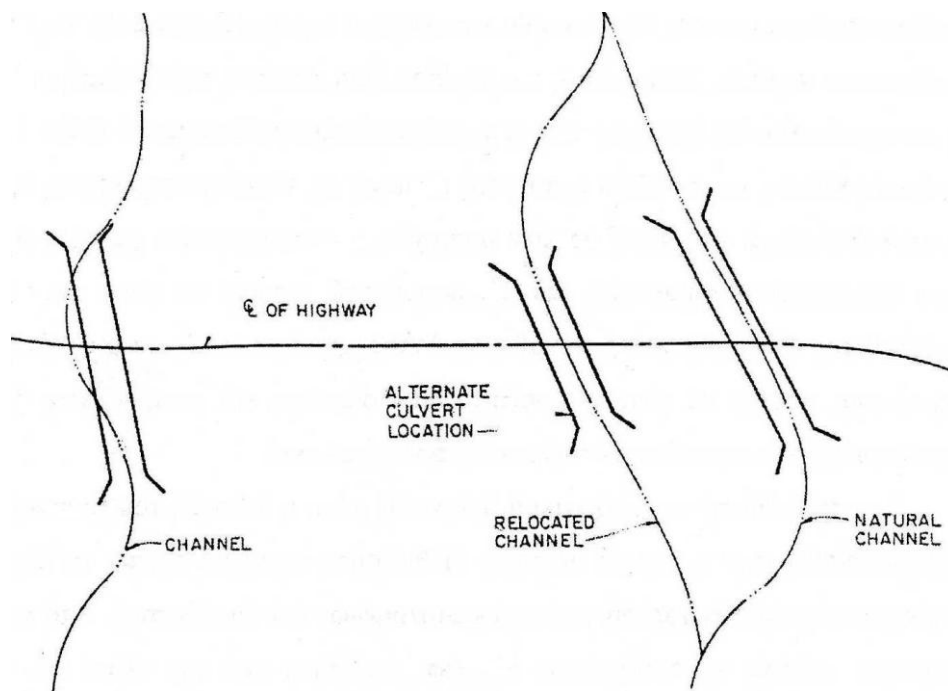 ℄ OF HIGHWAY
ALTERNATE
CULVERT
LOCATION
RELOCATED
CHANNEL
NATURAL
CHANNEL
CHANNEL